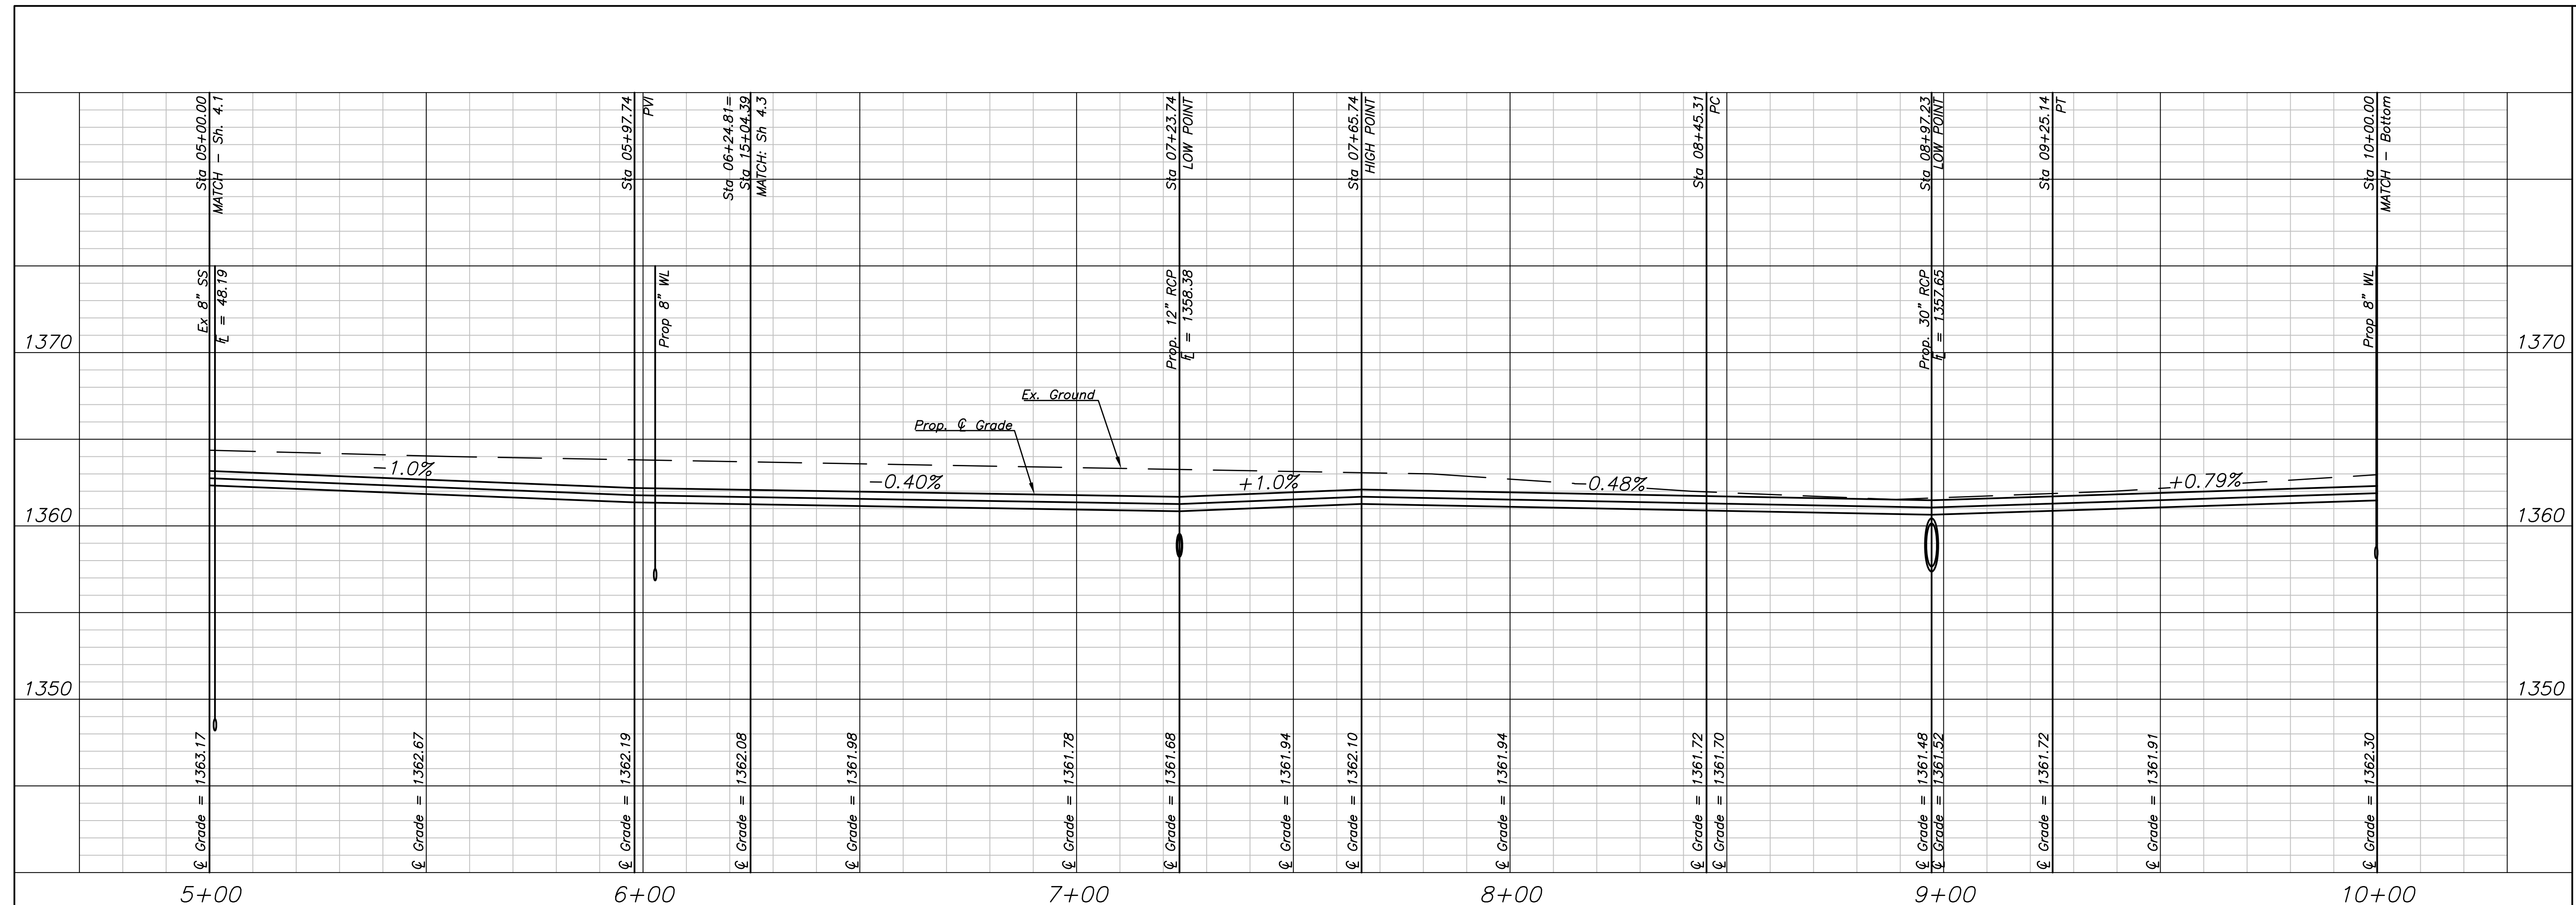 Sta 05+00.00
MATCH - Sh. 4.1
Sta 05+97.74
PVI
Sta 06+24.81=
Sta 15+04.39
MATCH: Sh 4.3
Sta 07+23.74
LOW POINT
Sta 07+65.74
HIGH POINT
Sta 08+45.31
PC
Sta 08+97.23
LOW POINT
Sta 09+25.14
PT
Sta 10+00.00
MATCH - Bottom
Ex 8" SS
℄ = 48.19
Prop 8" WL
Prop. 12" RCP
℄ = 1358.38
Prop. 30" RCP
℄ = 1357.65
Prop 8" WL
1370
1370
Ex. Ground
Prop. ℄ Grade
-1.0%
-0.40%
+1.0%
-0.48%
+0.79%
1360
1360
1350
1350
℄ Grade = 1363.17
℄ Grade = 1362.67
℄ Grade = 1362.19
℄ Grade = 1362.08
℄ Grade = 1361.98
℄ Grade = 1361.78
℄ Grade = 1361.68
℄ Grade = 1361.94
℄ Grade = 1362.10
℄ Grade = 1361.94
℄ Grade = 1361.72
℄ Grade = 1361.70
℄ Grade = 1361.48
℄ Grade = 1361.52
℄ Grade = 1361.72
℄ Grade = 1361.91
℄ Grade = 1362.30
5+00
6+00
7+00
8+00
9+00
10+00